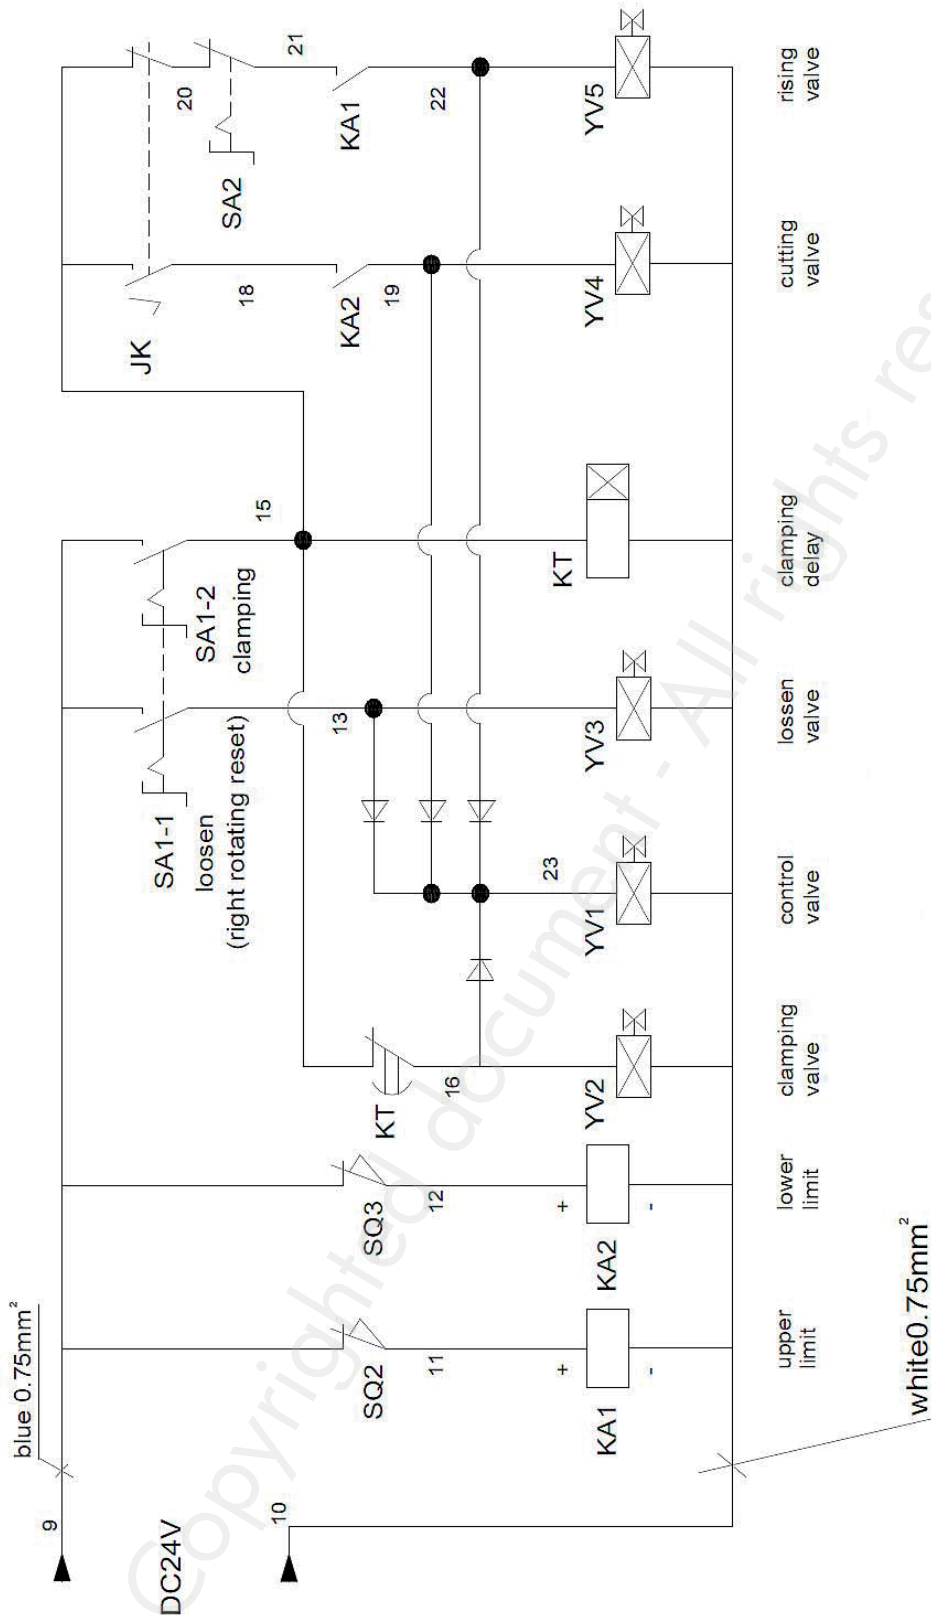 blue 0.75mm²
9
DC24V
10
SQ2
11
+
KA1
-
upper
limit
SQ3
12
+
KA2
-
lower
limit
KT
16
YV2
clamping
valve
SA1-1
loosen
(right rotating reset)
23
YV1
control
valve
13
YV3
lossen
valve
SA1-2
clamping
15
KT
clamping
delay
JK
18
KA2
19
YV4
cutting
valve
20
SA2
21
KA1
22
YV5
rising
valve
white0.75mm²
Copyrighted document - All rights res